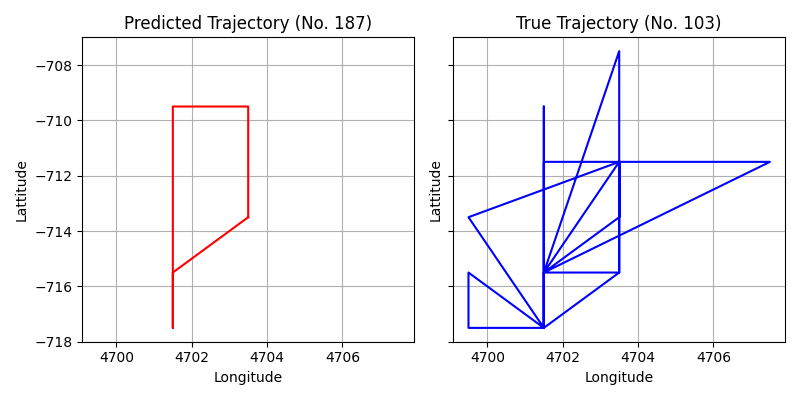 Predicted Trajectory (No. 187)
True Trajectory (No. 103)
Lattitude
−708
−710
−712
−714
−716
−718
4700
4702
4704
4706
Longitude
Lattitude
4700
4702
4704
4706
Longitude